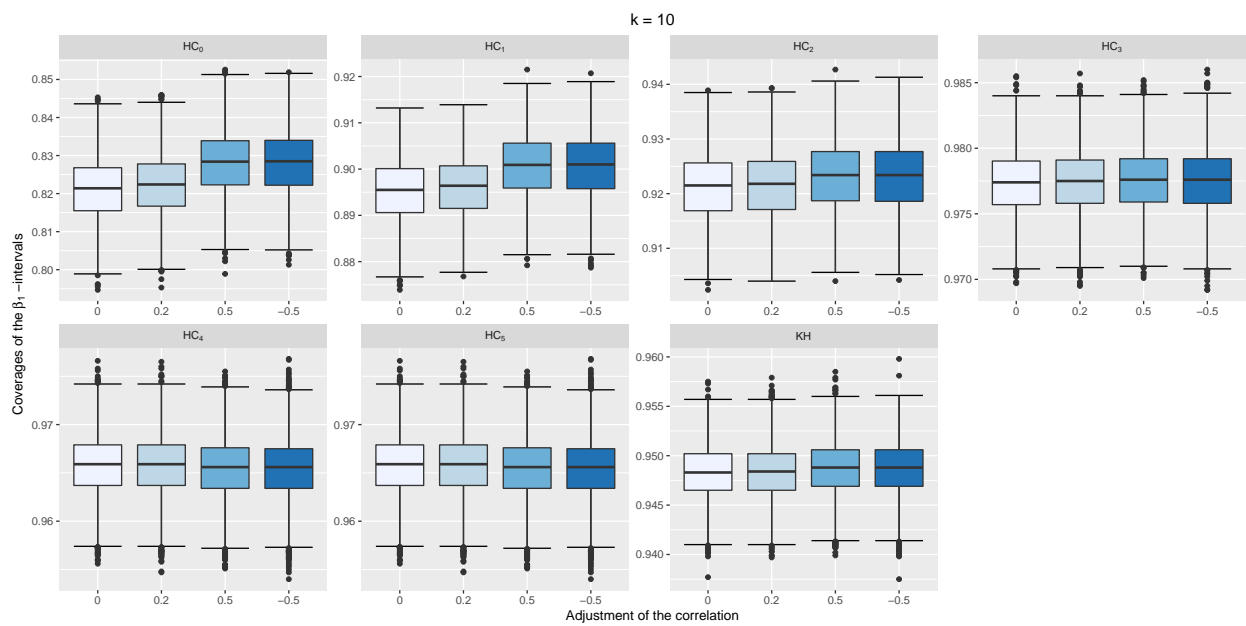 k = 10
HC₀
HC₁
HC₂
HC₃
0.85
0.84
0.83
0.82
0.81
0.80
0.92
0.91
0.90
0.89
0.88
0.94
0.93
0.92
0.91
0.985
0.980
0.975
0.970
0 0.2 0.5 −0.5
0 0.2 0.5 −0.5
0 0.2 0.5 −0.5
0 0.2 0.5 −0.5
Coverages of the β₁ −intervals
HC₄
HC₅
KH
0.97
0.96
0.97
0.96
0.960
0.955
0.950
0.945
0.940
0 0.2 0.5 −0.5
0 0.2 0.5 −0.5
0 0.2 0.5 −0.5
Adjustment of the correlation